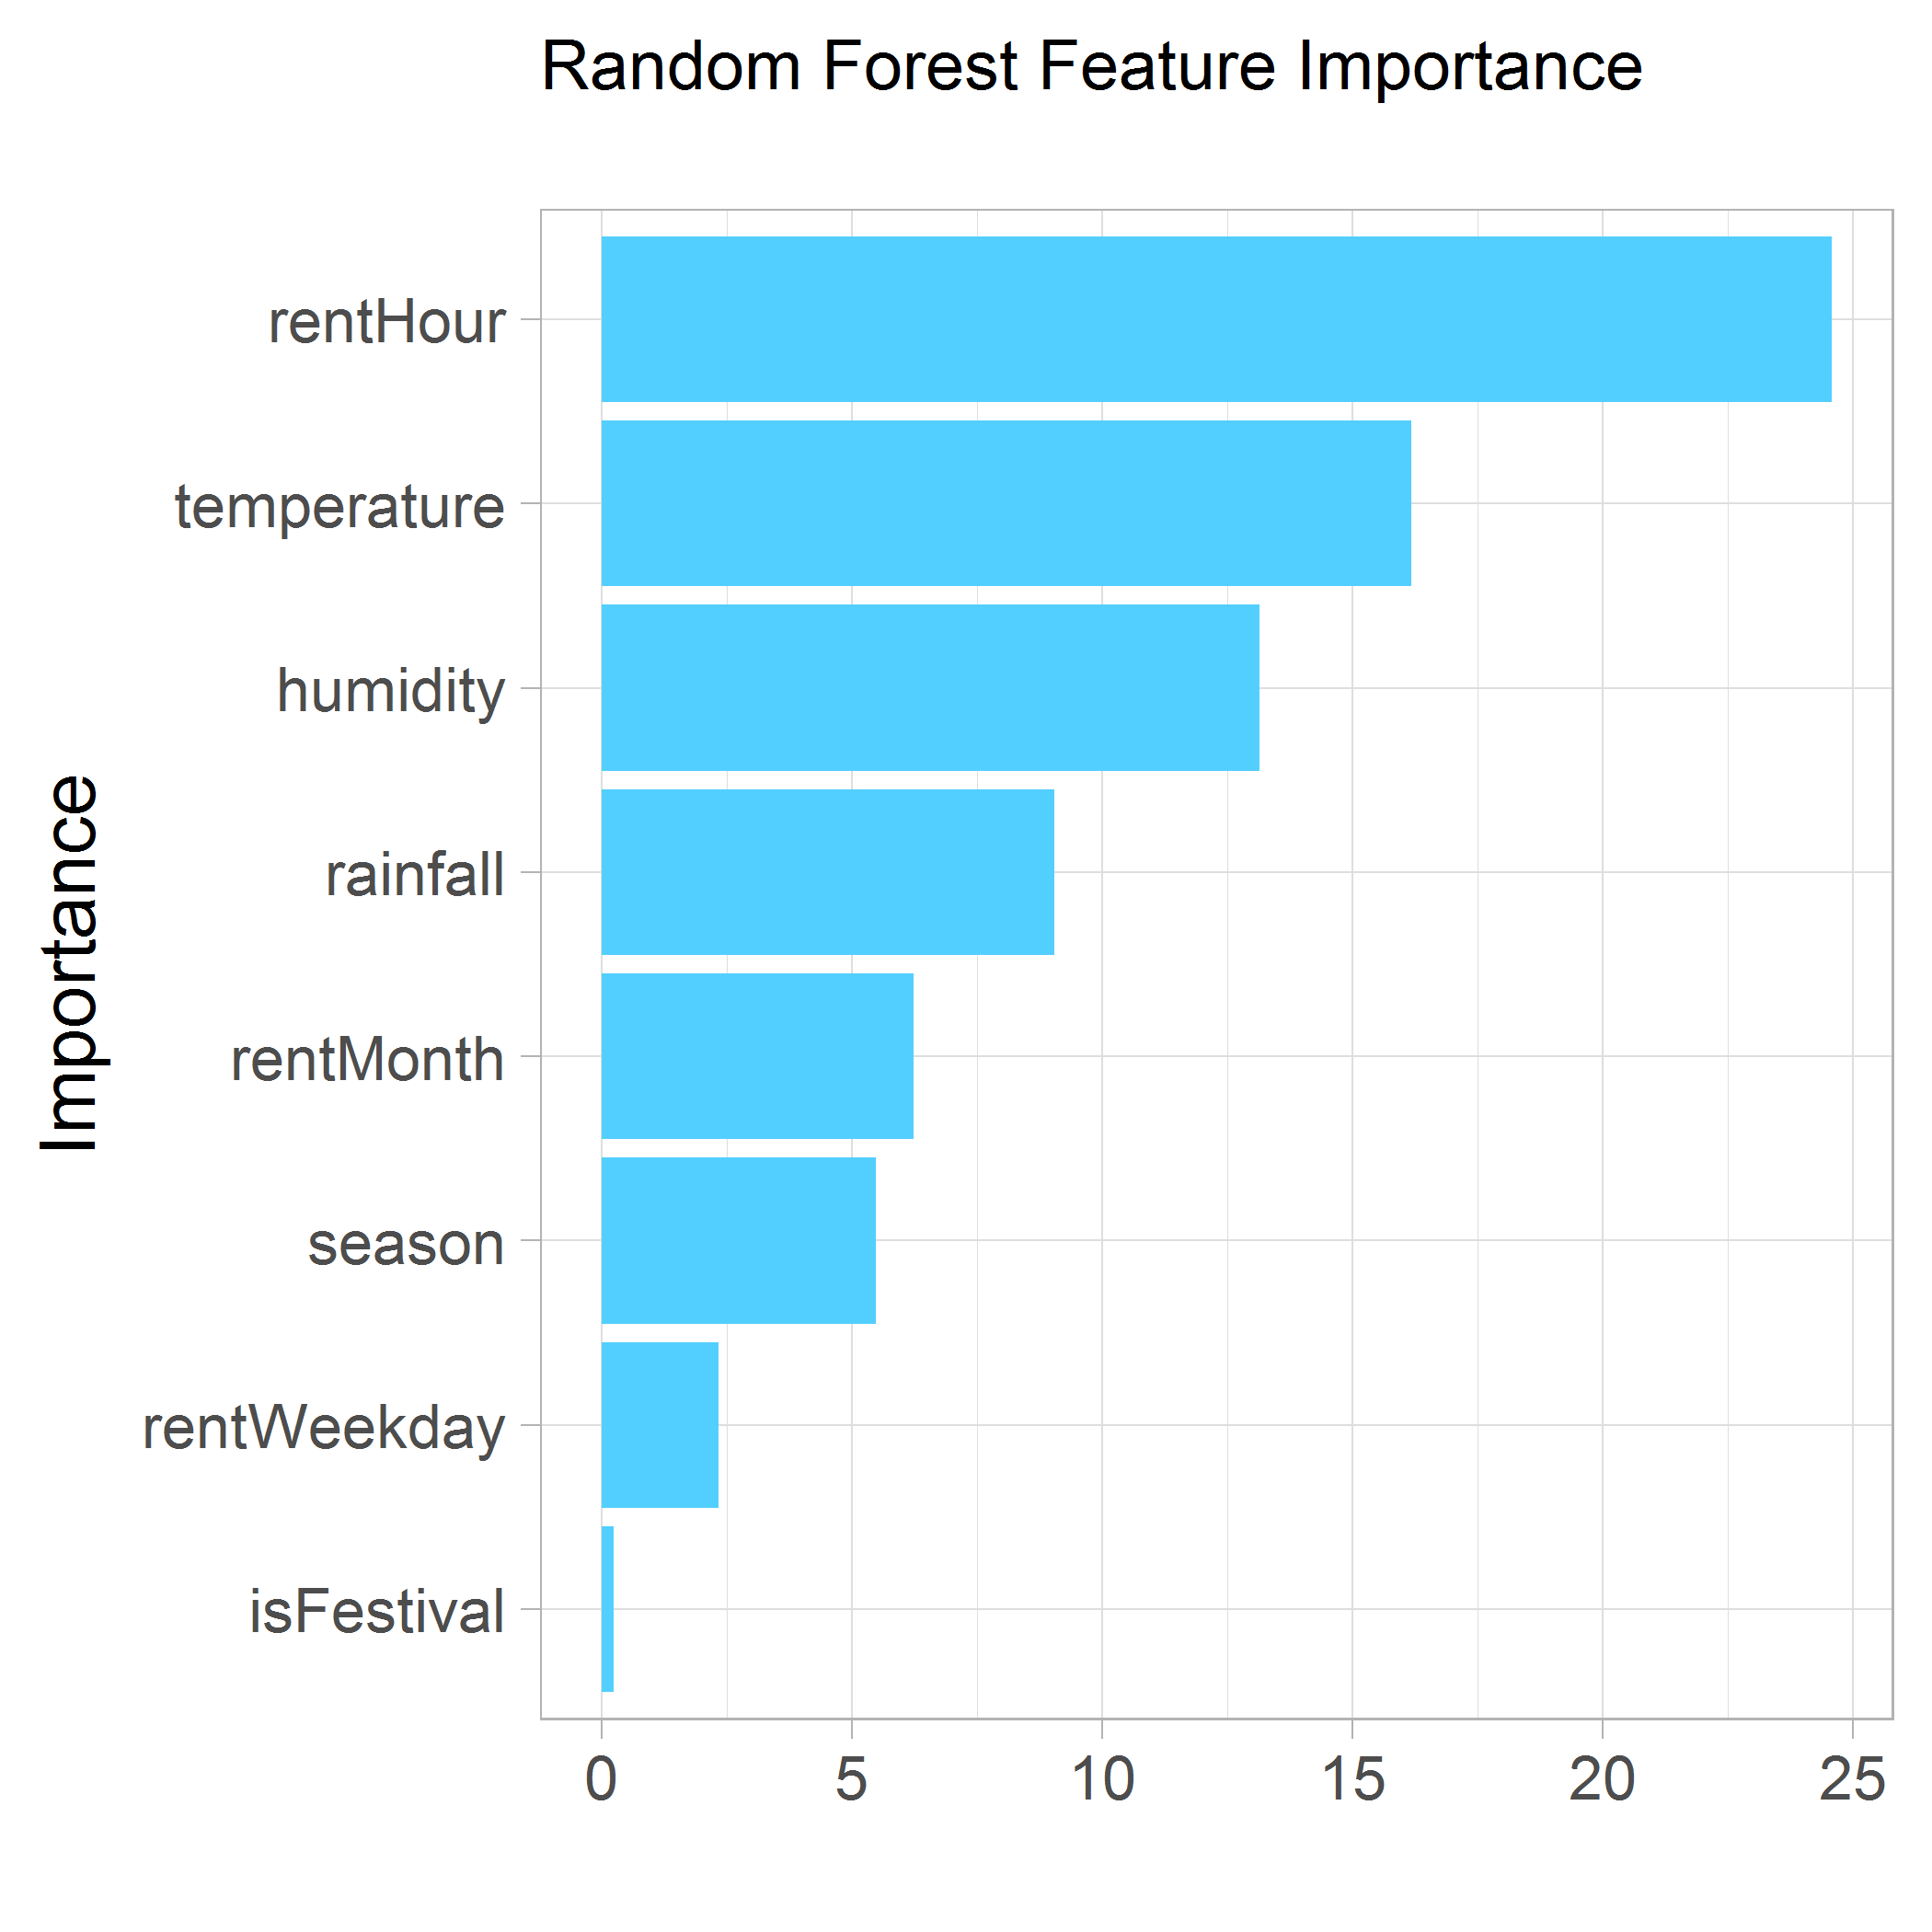 Random Forest Feature Importance
Importance
rentHour
temperature
humidity
rainfall
rentMonth
season
rentWeekday
isFestival
0 5 10 15 20 25